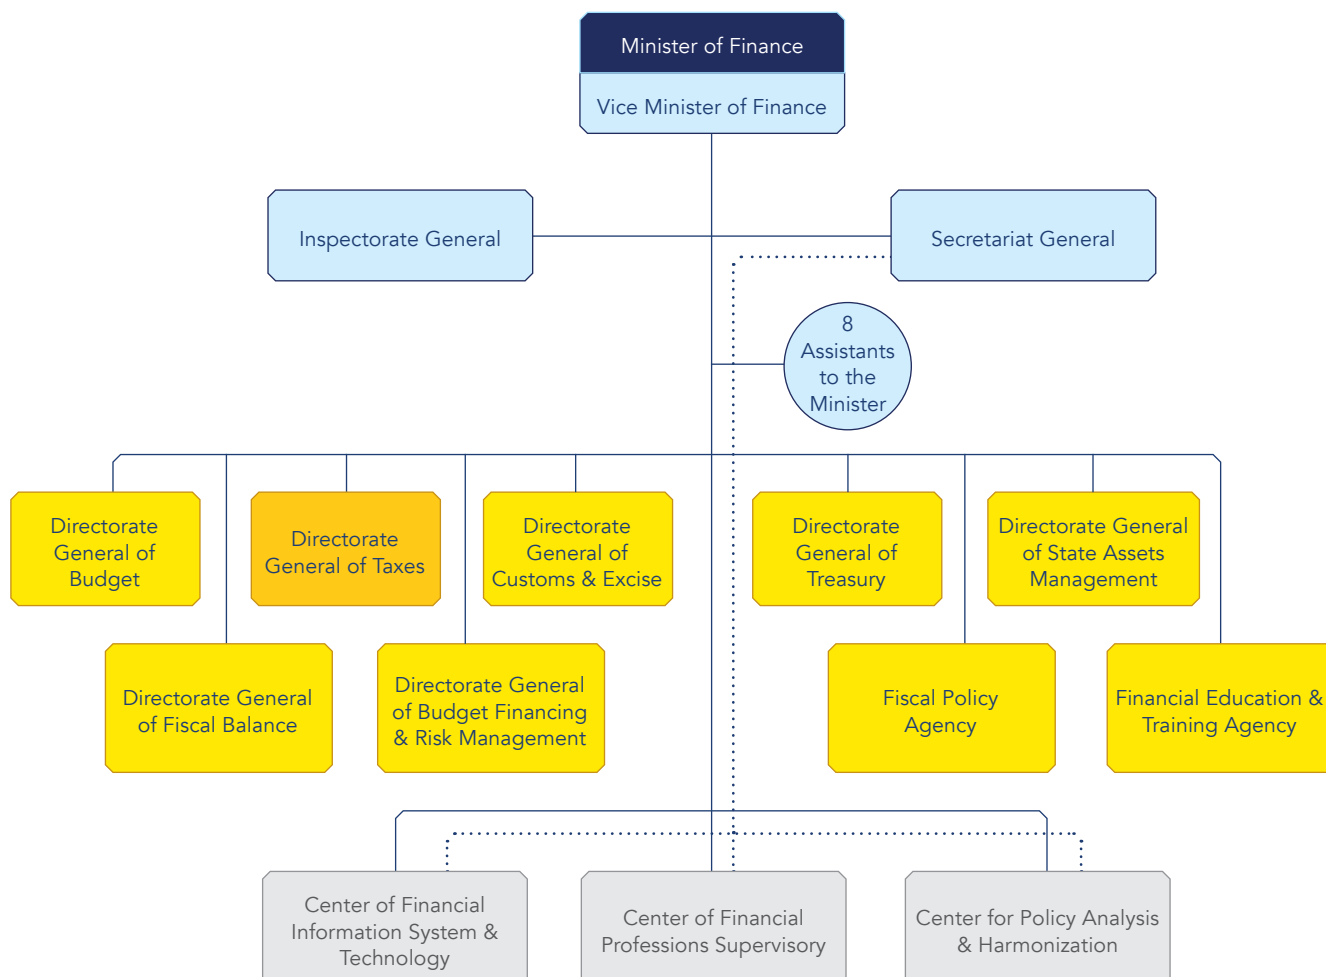 Minister of Finance
Vice Minister of Finance
Inspectorate General
Secretariat General
8
Assistants
to the
Minister
Directorate
General of
Budget
Directorate
General of Taxes
Directorate
General of
Customs & Excise
Directorate
General of
Treasury
Directorate General
of State Assets
Management
Directorate General
of Fiscal Balance
Directorate General
of Budget Financing
& Risk Management
Fiscal Policy
Agency
Financial Education &
Training Agency
Center of Financial
Information System &
Technology
Center of Financial
Professions Supervisory
Center for Policy Analysis
& Harmonization